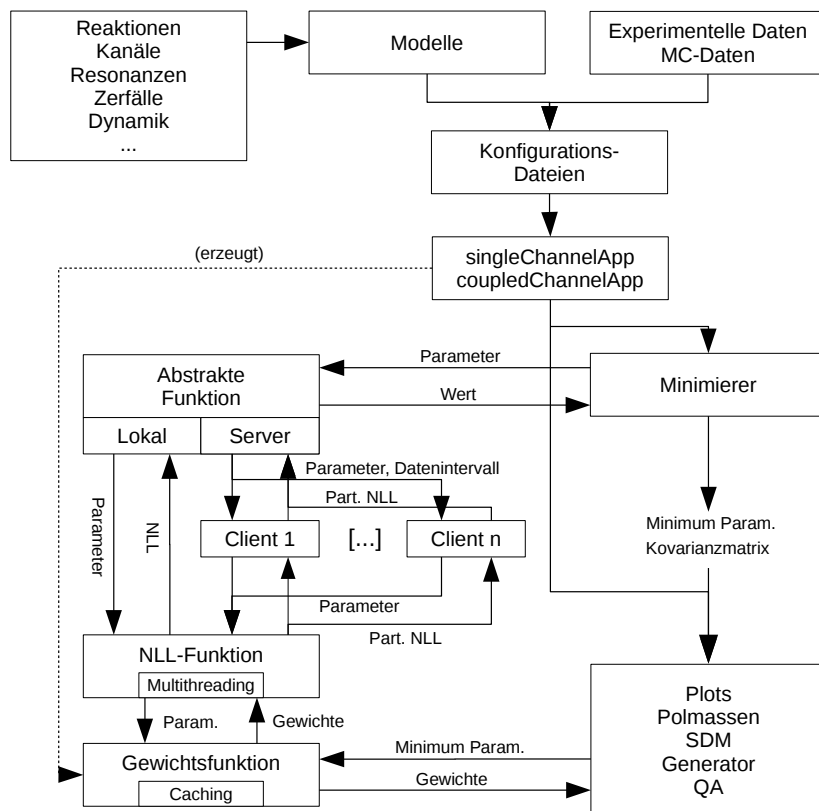 Reaktionen
Kanäle
Resonanzen
Zerfälle
Dynamik
...
Modelle
Experimentelle Daten
MC-Daten
Konfigurations-
Dateien
(erzeugt)
singleChannelApp
coupledChannelApp
Abstrakte
Funktion
Parameter
Wert
Minimierer
Lokal
Server
Parameter, Datenintervall
Part. NLL
Parameter
NLL
Client 1
[...]
Client n
Minimum Param.
Kovarianzmatrix
Parameter
Part. NLL
NLL-Funktion
Multithreading
Param.
Gewichte
Gewichtsfunktion
Caching
Minimum Param.
Gewichte
Plots
Polmassen
SDM
Generator
QA